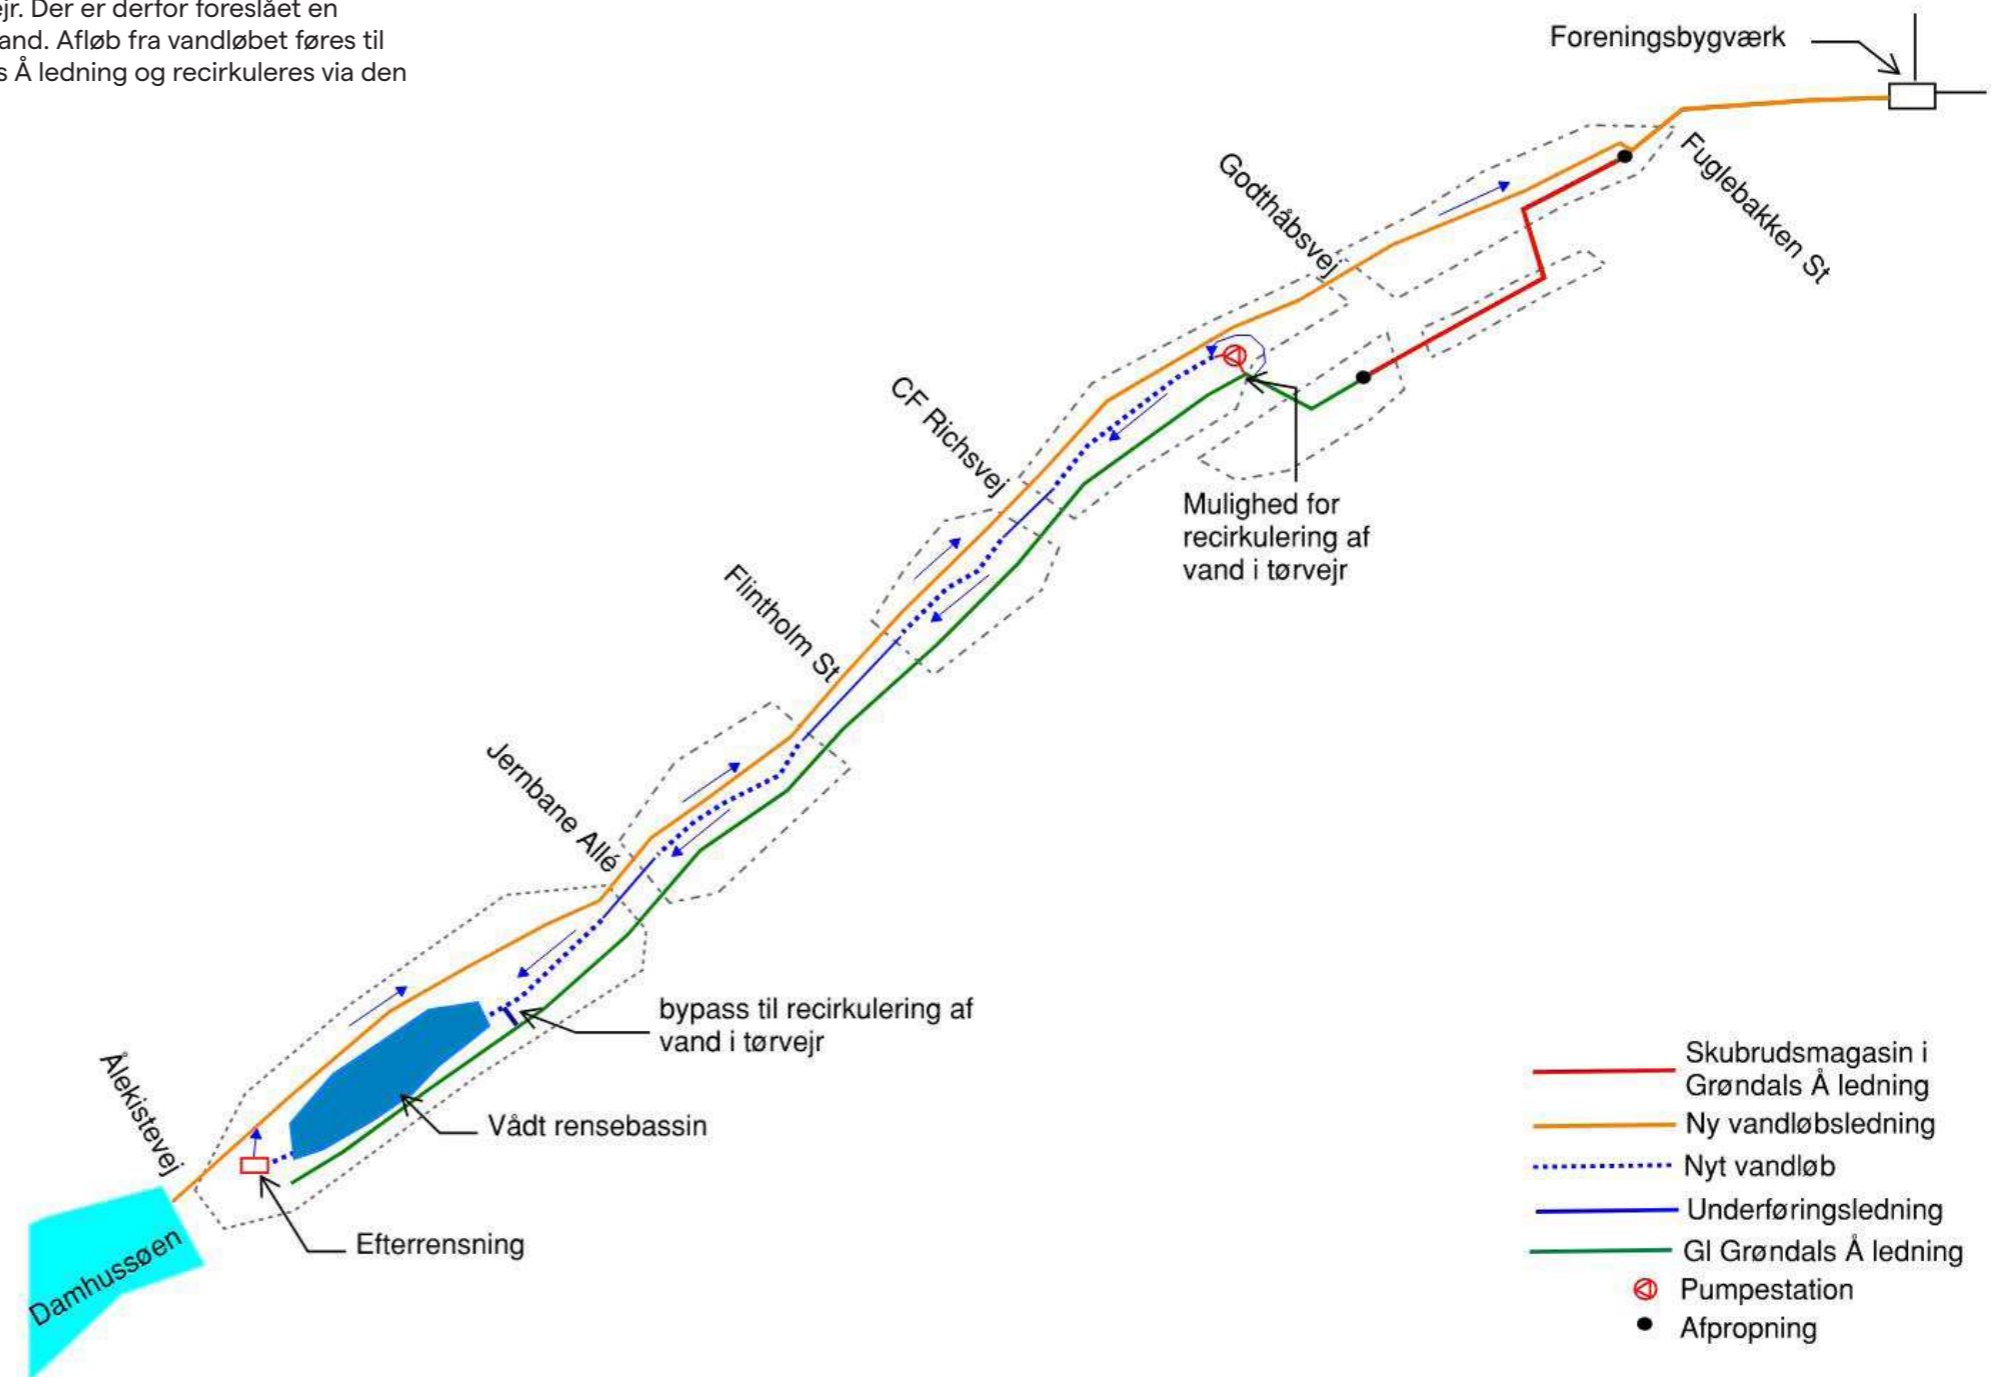 ejr. Der er derfor foreslået en
and. Afløb fra vandløbet føres til
s Å ledning og recirkuleres via den
Foreningsbygværk
Fuglebakken St
Godthåbsvej
CF Richsvej
Mulighed for
recirkulering af
vand i tørvejr
Flintholm St
Jernbane Allé
bypass til recirkulering af
vand i tørvejr
Ålekistevej
Vådt rensebassin
Efterrensning
Damhussøen
Skubrudsmagasin i
Grøndals Å ledning
Ny vandløbsledning
Nyt vandløb
Underføringsledning
Gl Grøndals Å ledning
Pumpestation
Afpropning